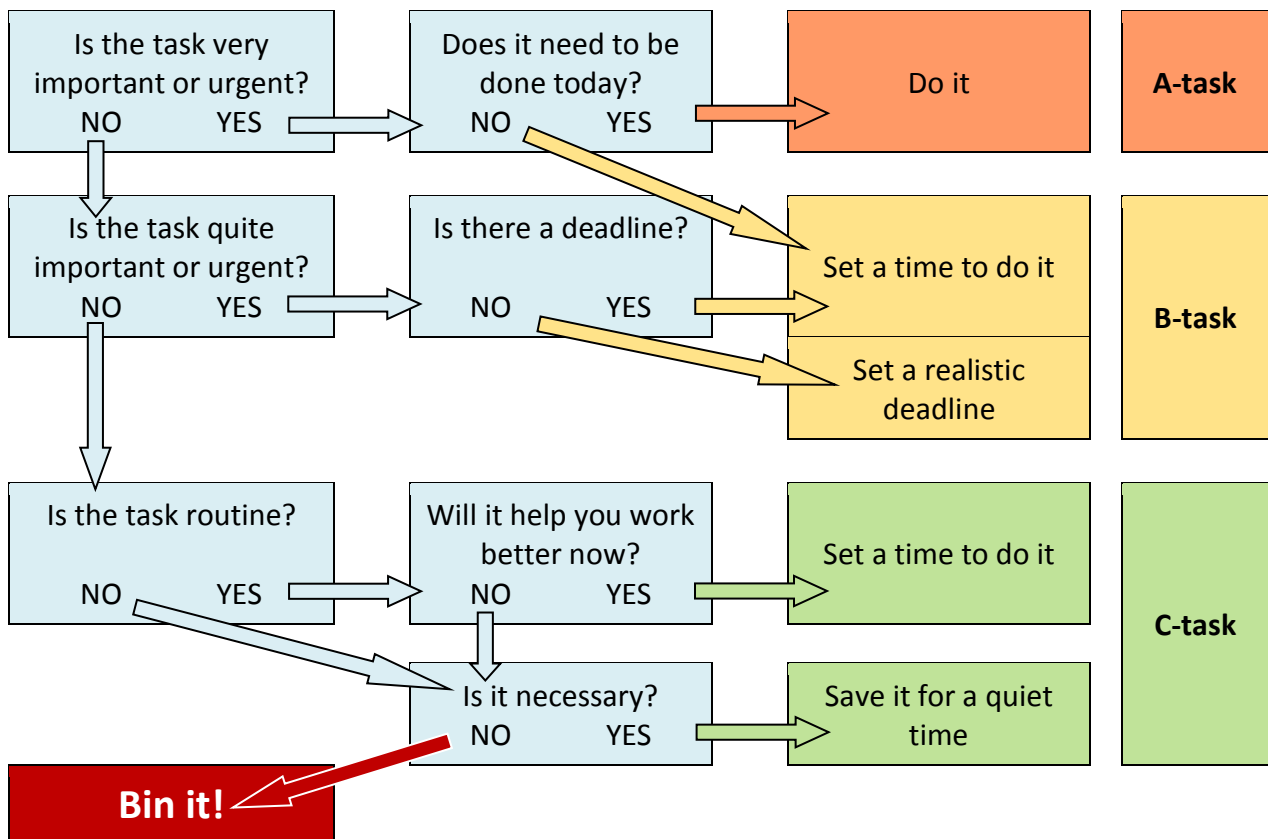 Is the task very
important or urgent?
NO YES
Does it need to be
done today?
NO YES
Do it
A-task
Is the task quite
important or urgent?
NO YES
Is there a deadline?
NO YES
Set a time to do it
Set a realistic
deadline
B-task
Is the task routine?
NO YES
Will it help you work
better now?
NO YES
Set a time to do it
C-task
Is it necessary?
NO YES
Save it for a quiet
time
Bin it!